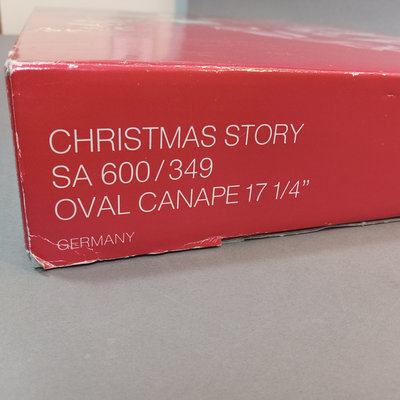 CHRISTMAS STORY
SA 600/349
OVAL CANAPE 17 1/4”
GERMANY